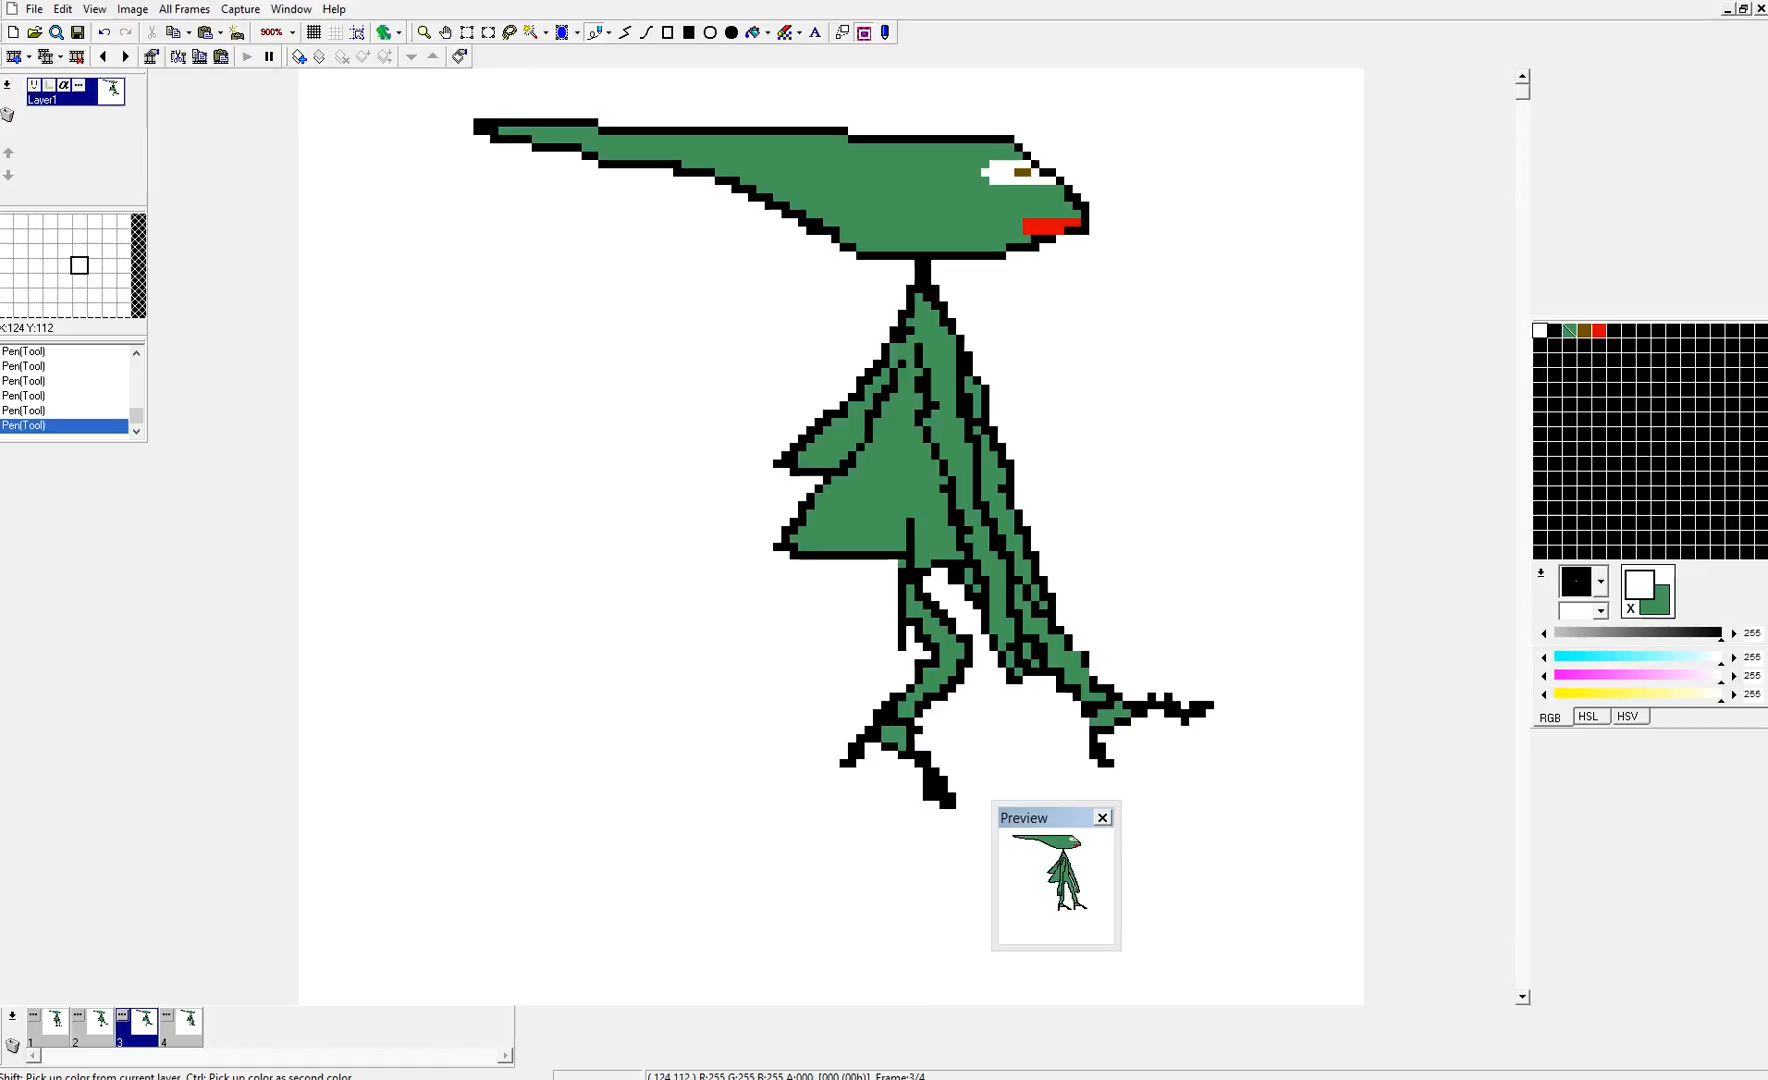 File Edit View Image All Frames Capture Window Help
900%
A
α
Layer1
X:124 Y:112
Pen(Tool)
Pen(Tool)
Pen(Tool)
Pen(Tool)
Pen(Tool)
Pen(Tool)
X
255
255
255
255
RGB HSL HSV
Preview
1 2 3 4
Shift: Pick up color from current layer, Ctrl: Pick up color as second color
( 124,112 ) R:255 G:255 B:255 A:000, [000 (00h)], Frame:3/4